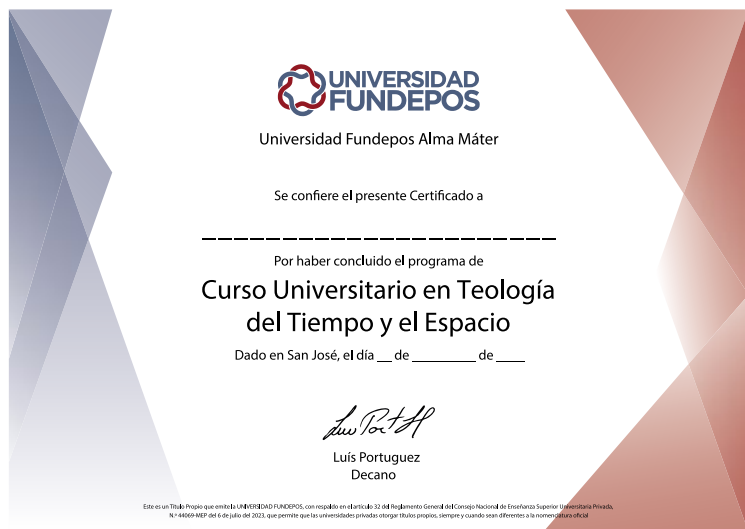 UNIVERSIDAD
FUNDEPOS
Universidad Fundepos Alma Máter
Se confiere el presente Certificado a
_______________________
Por haber concluido el programa de
Curso Universitario en Teología
del Tiempo y el Espacio
Dado en San José, el día __ de ________ de ____
Luís Portuguez
Decano
Este es un Título Propio que emite la UNIVERSIDAD FUNDEPOS, con respaldo en el artículo 32 del Reglamento General del Consejo Nacional de Enseñanza Superior Universitaria Privada,
N.º 44069-MEP del 6 de julio del 2023, que permite que las universidades privadas otorgar títulos propios, siempre y cuando sean diferentes a la nomenclatura oficial